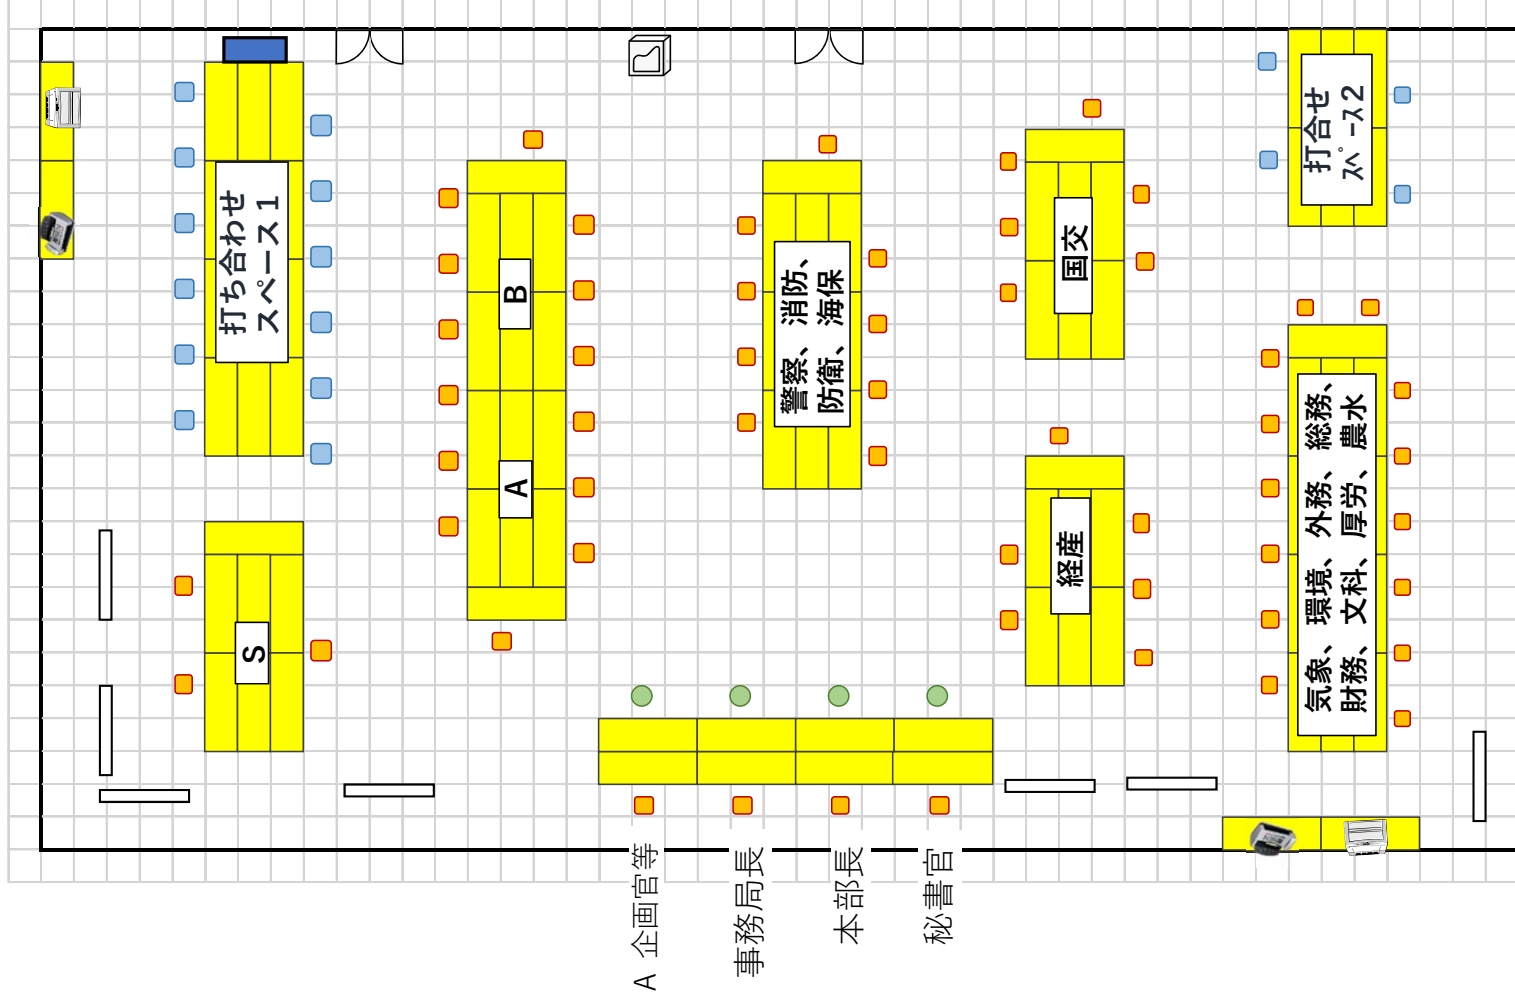 打ち合わせ
スペース１
S
B
A
警察、消防、
防衛、海保
国交
経産
打合せ
ｽﾍﾟｰｽ２
気象、環境、外務、総務、
財務、文科、厚労、農水
A 企画官等
事務局長
本部長
秘書官